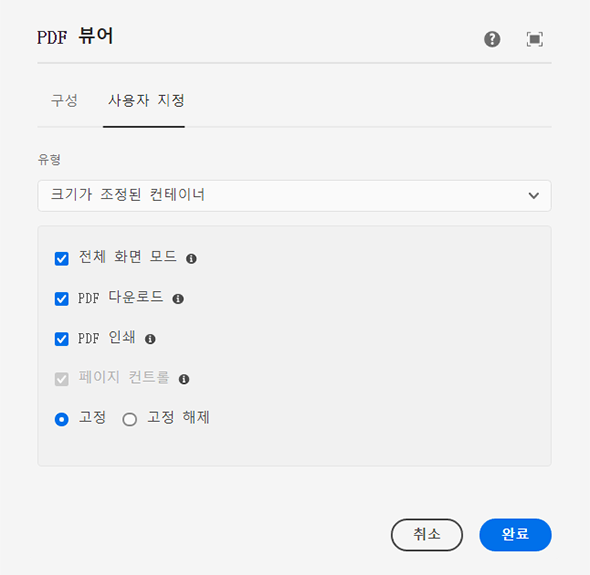 PDF 뷰어
구성 사용자 지정
유형
크기가 조정된 컨테이너
전체 화면 모드
PDF 다운로드
PDF 인쇄
페이지 컨트롤
고정 고정 해제
취소 완료